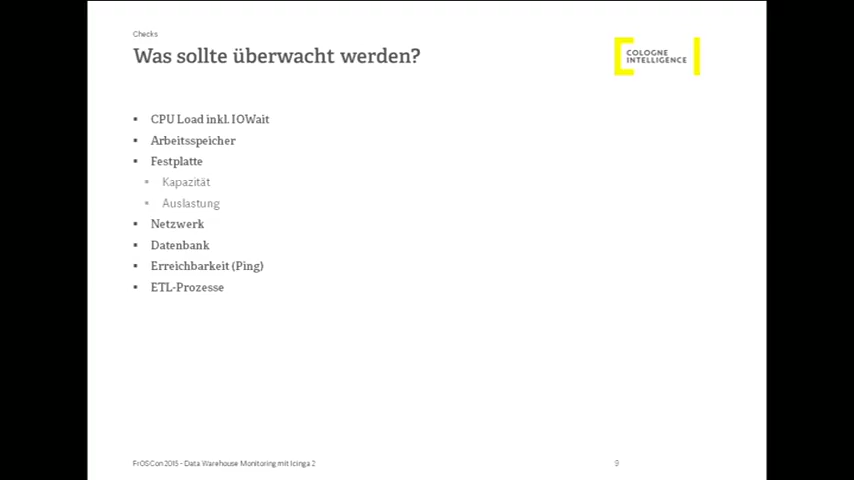 Checks
Was sollte überwacht werden?
COLOGNE
INTELLIGENCE
▪ CPU Load inkl. IOWait
▪ Arbeitsspeicher
▪ Festplatte
▪ Kapazität
▪ Auslastung
▪ Netzwerk
▪ Datenbank
▪ Erreichbarkeit (Ping)
▪ ETL-Prozesse
FrOSCon 2015 - Data Warehouse Monitoring mit Icinga 2
9